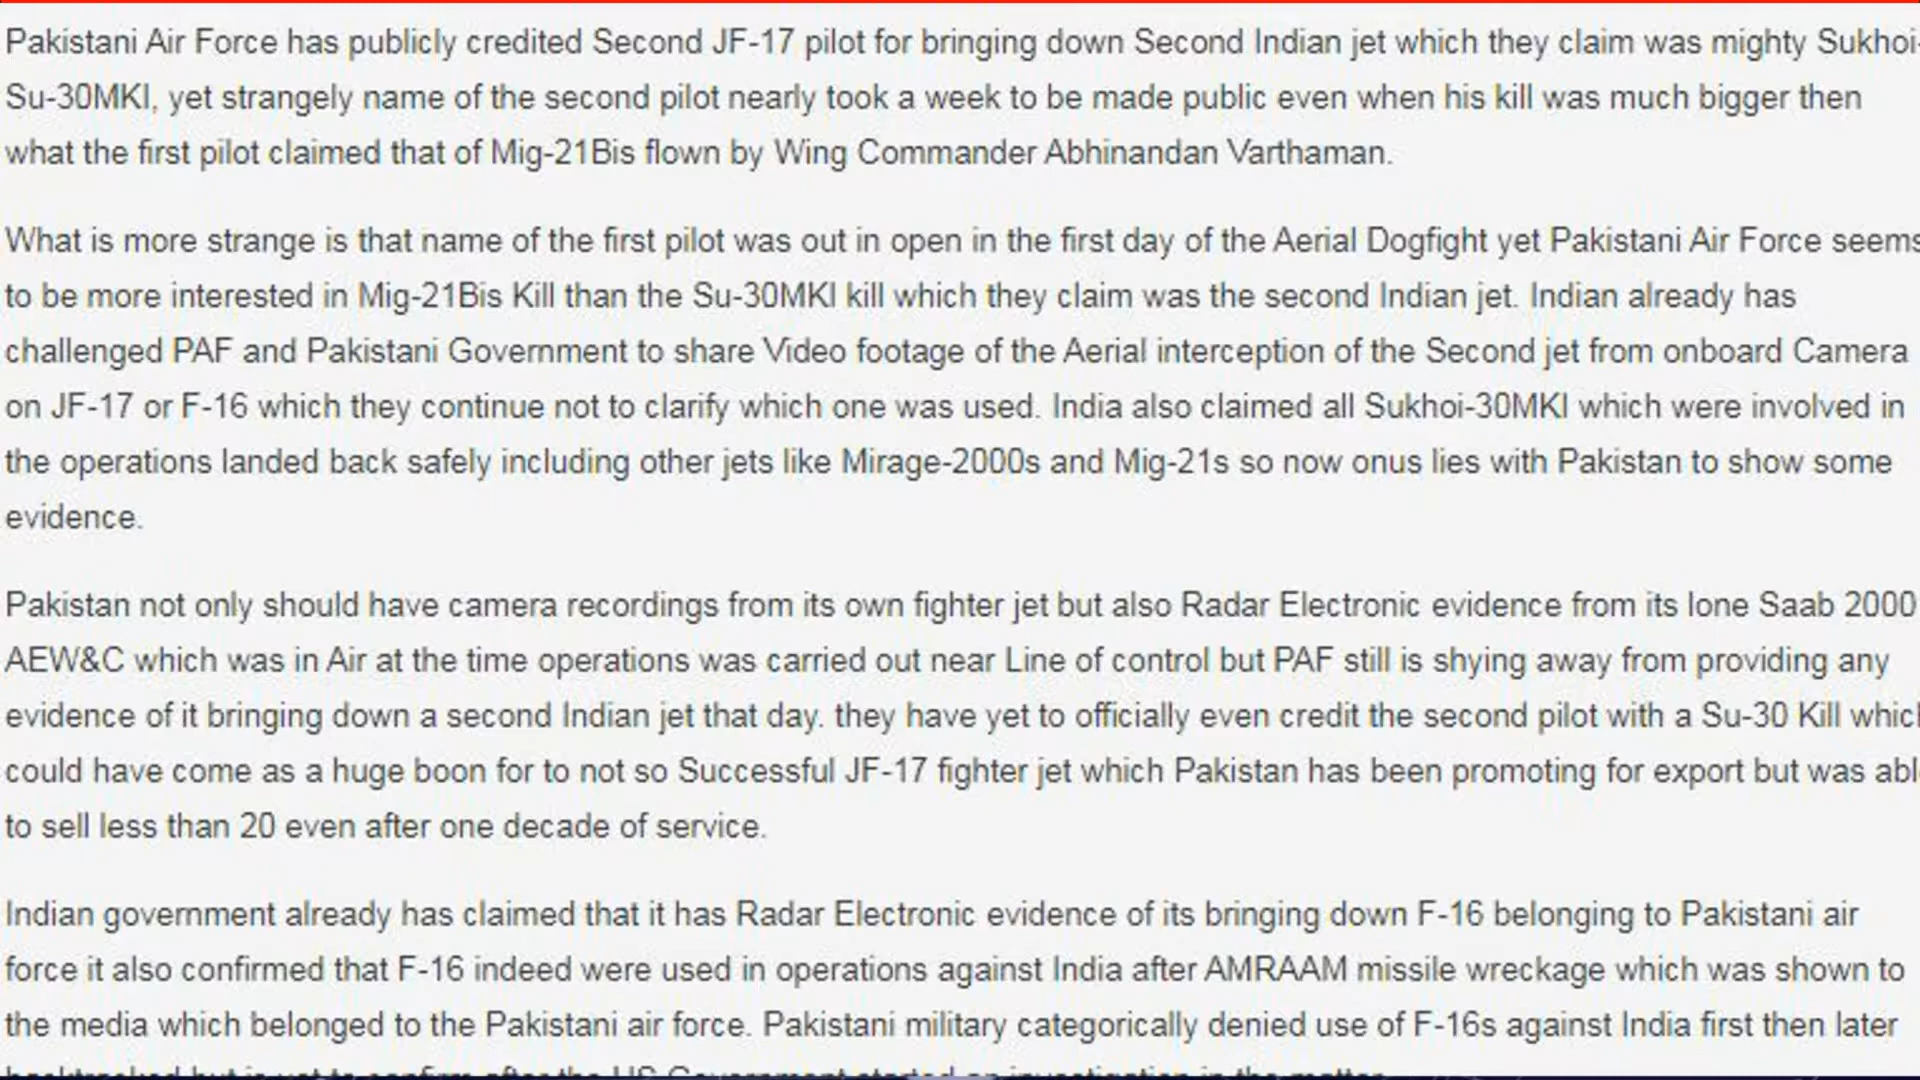 Pakistani Air Force has publicly credited Second JF-17 pilot for bringing down Second Indian jet which they claim was mighty Sukhoi-
Su-30MKI, yet strangely name of the second pilot nearly took a week to be made public even when his kill was much bigger then
what the first pilot claimed that of Mig-21Bis flown by Wing Commander Abhinandan Varthaman.
What is more strange is that name of the first pilot was out in open in the first day of the Aerial Dogfight yet Pakistani Air Force seems
to be more interested in Mig-21Bis Kill than the Su-30MKI kill which they claim was the second Indian jet. Indian already has
challenged PAF and Pakistani Government to share Video footage of the Aerial interception of the Second jet from onboard Camera
on JF-17 or F-16 which they continue not to clarify which one was used. India also claimed all Sukhoi-30MKI which were involved in
the operations landed back safely including other jets like Mirage-2000s and Mig-21s so now onus lies with Pakistan to show some
evidence.
Pakistan not only should have camera recordings from its own fighter jet but also Radar Electronic evidence from its lone Saab 2000
AEW&C which was in Air at the time operations was carried out near Line of control but PAF still is shying away from providing any
evidence of it bringing down a second Indian jet that day. they have yet to officially even credit the second pilot with a Su-30 Kill which
could have come as a huge boon for to not so Successful JF-17 fighter jet which Pakistan has been promoting for export but was abl
to sell less than 20 even after one decade of service.
Indian government already has claimed that it has Radar Electronic evidence of its bringing down F-16 belonging to Pakistani air
force it also confirmed that F-16 indeed were used in operations against India after AMRAAM missile wreckage which was shown to
the media which belonged to the Pakistani air force. Pakistani military categorically denied use of F-16s against India first then later
backtracked but is yet to confirm after the US Government started an investigation in the matter